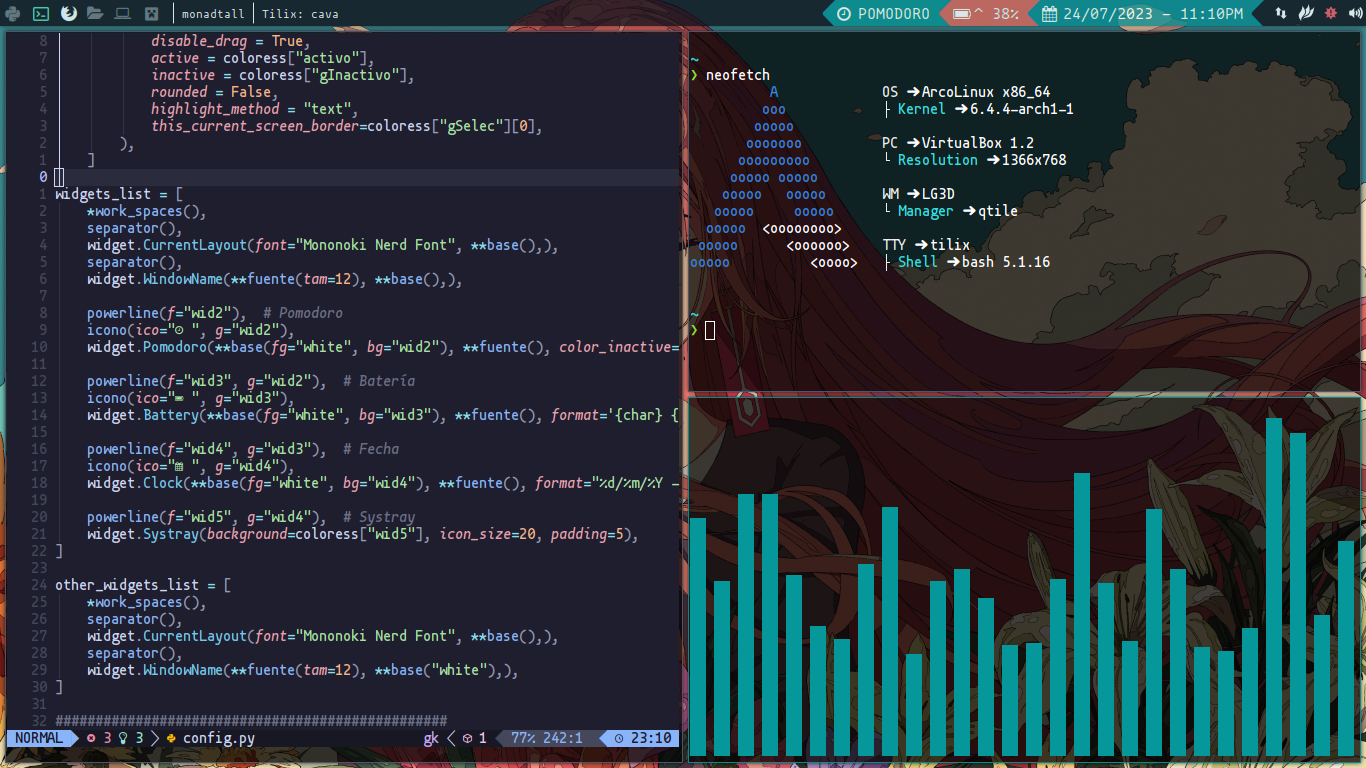 monadtall
Tilix: cava
POMODORO
^ 38%
24/07/2023 - 11:10PM
8 disable_drag = True,
7 active = coloress["activo"],
6 inactive = coloress["gInactivo"],
5 rounded = False,
4 highlight_method = "text",
3 this_current_screen_border=coloress["gSelec"][0],
2 ),
1 ]
0
1 widgets_list = [
2 *work_spaces(),
3 separator(),
4 widget.CurrentLayout(font="Mononoki Nerd Font", **base(),),
5 separator(),
6 widget.WindowName(**fuente(tam=12), **base(),),
7
8 powerline(f="wid2"), # Pomodoro
9 icono(ico=" ", g="wid2"),
10 widget.Pomodoro(**base(fg="white", bg="wid2"), **fuente(), color_inactive=
11
12 powerline(f="wid3", g="wid2"), # Batería
13 icono(ico=" ", g="wid3"),
14 widget.Battery(**base(fg="white", bg="wid3"), **fuente(), format='{char} {
15
16 powerline(f="wid4", g="wid3"), # Fecha
17 icono(ico=" ", g="wid4"),
18 widget.Clock(**base(fg="white", bg="wid4"), **fuente(), format="%d/%m/%Y -
19
20 powerline(f="wid5", g="wid4"), # Systray
21 widget.Systray(background=coloress["wid5"], icon_size=20, padding=5),
22 ]
23
24 other_widgets_list = [
25 *work_spaces(),
26 separator(),
27 widget.CurrentLayout(font="Mononoki Nerd Font", **base(),),
28 separator(),
29 widget.WindowName(**fuente(tam=12), **base("white"),),
30 ]
31
32 #################################################
NORMAL 3 3 config.py gk 1 77% 242:1 23:10
~
❯ neofetch
A
ooo
ooooo
ooooooo
ooooooooo
ooooo ooooo
ooooo ooooo
ooooo ooooo
ooooo <oooooooo>
ooooo <oooooo>
ooooo <oooo>
OS ➜ArcoLinux x86_64
├ Kernel ➜6.4.4-arch1-1
PC ➜VirtualBox 1.2
└ Resolution ➜1366x768
WM ➜LG3D
└ Manager ➜qtile
TTY ➜tilix
├ Shell ➜bash 5.1.16
~
❯